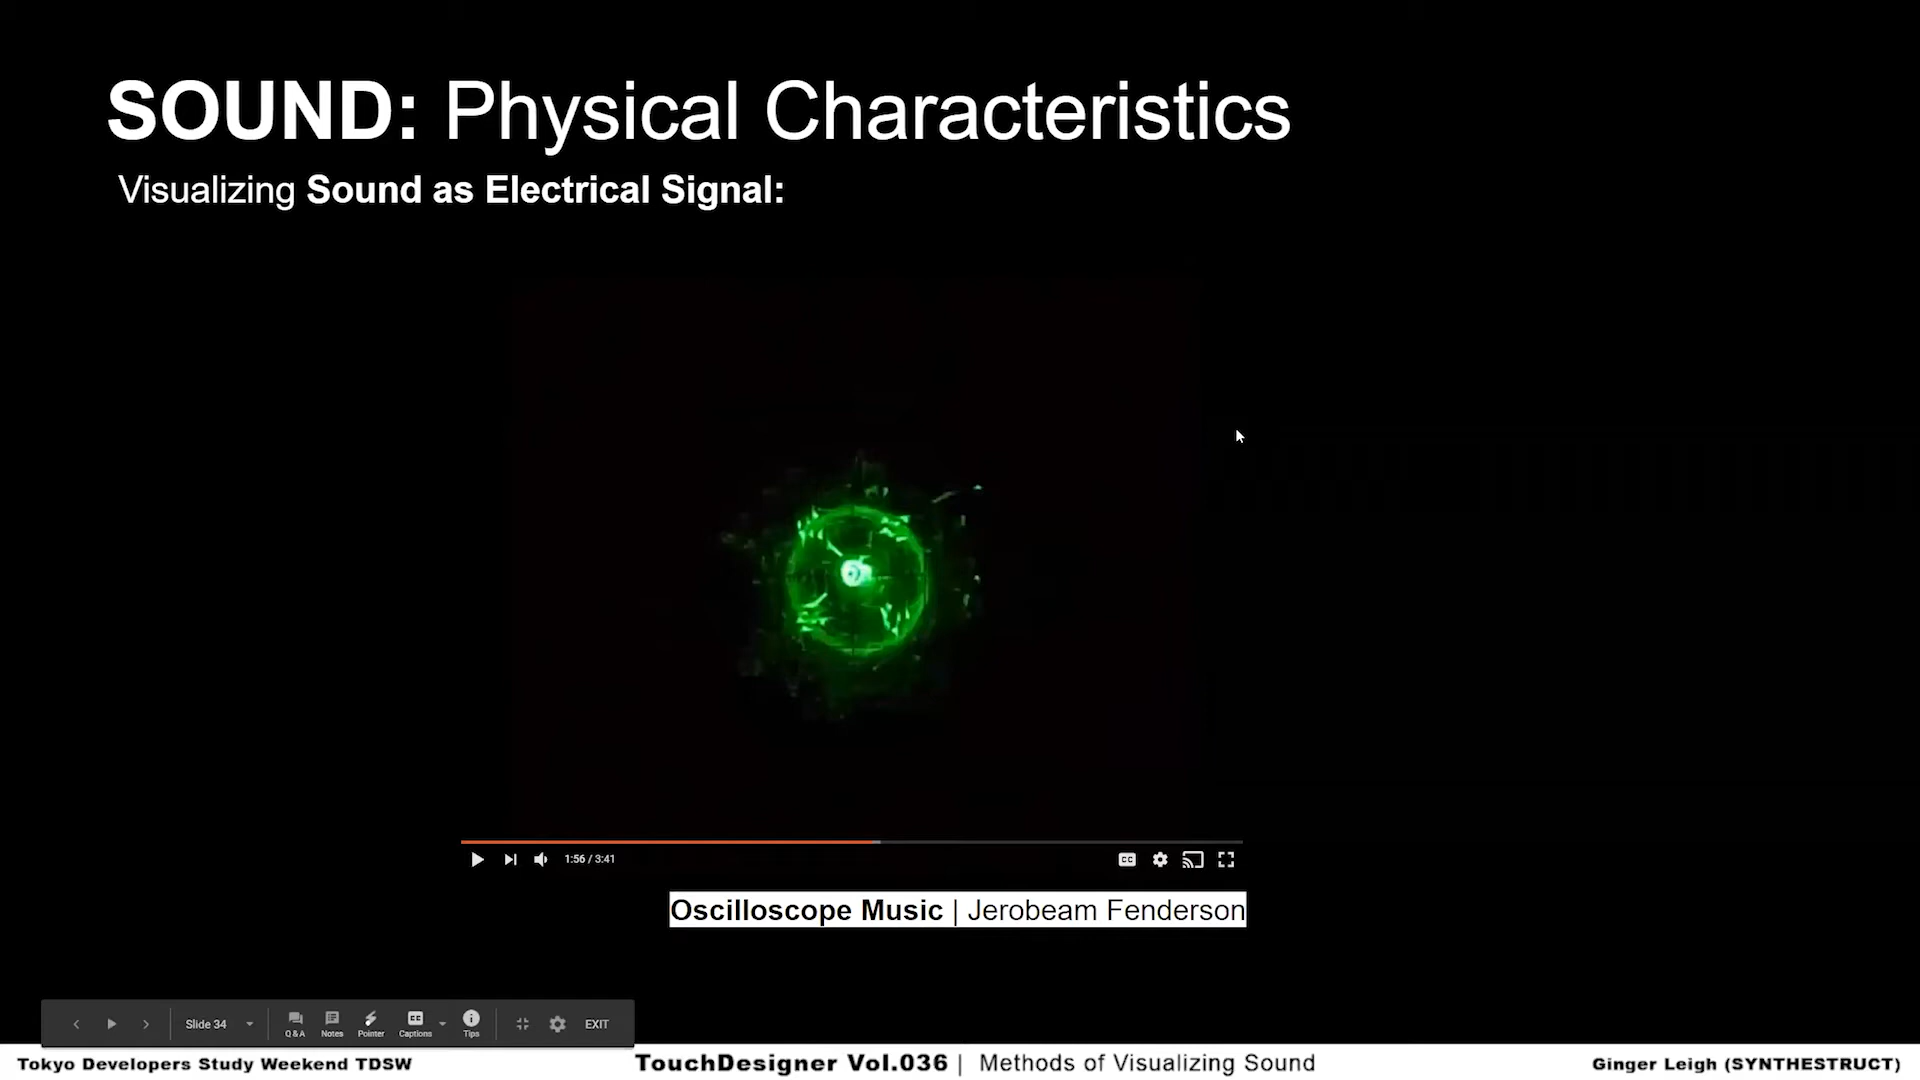 SOUND: Physical Characteristics
Visualizing Sound as Electrical Signal:
1:56 / 3:41
CC
Oscilloscope Music | Jerobeam Fenderson
Slide 34
CC
Q & A Notes Pointer Captions Tips
EXIT
Tokyo Developers Study Weekend TDSW
TouchDesigner Vol.036 | Methods of Visualizing Sound
Ginger Leigh (SYNTHESTRUCT)